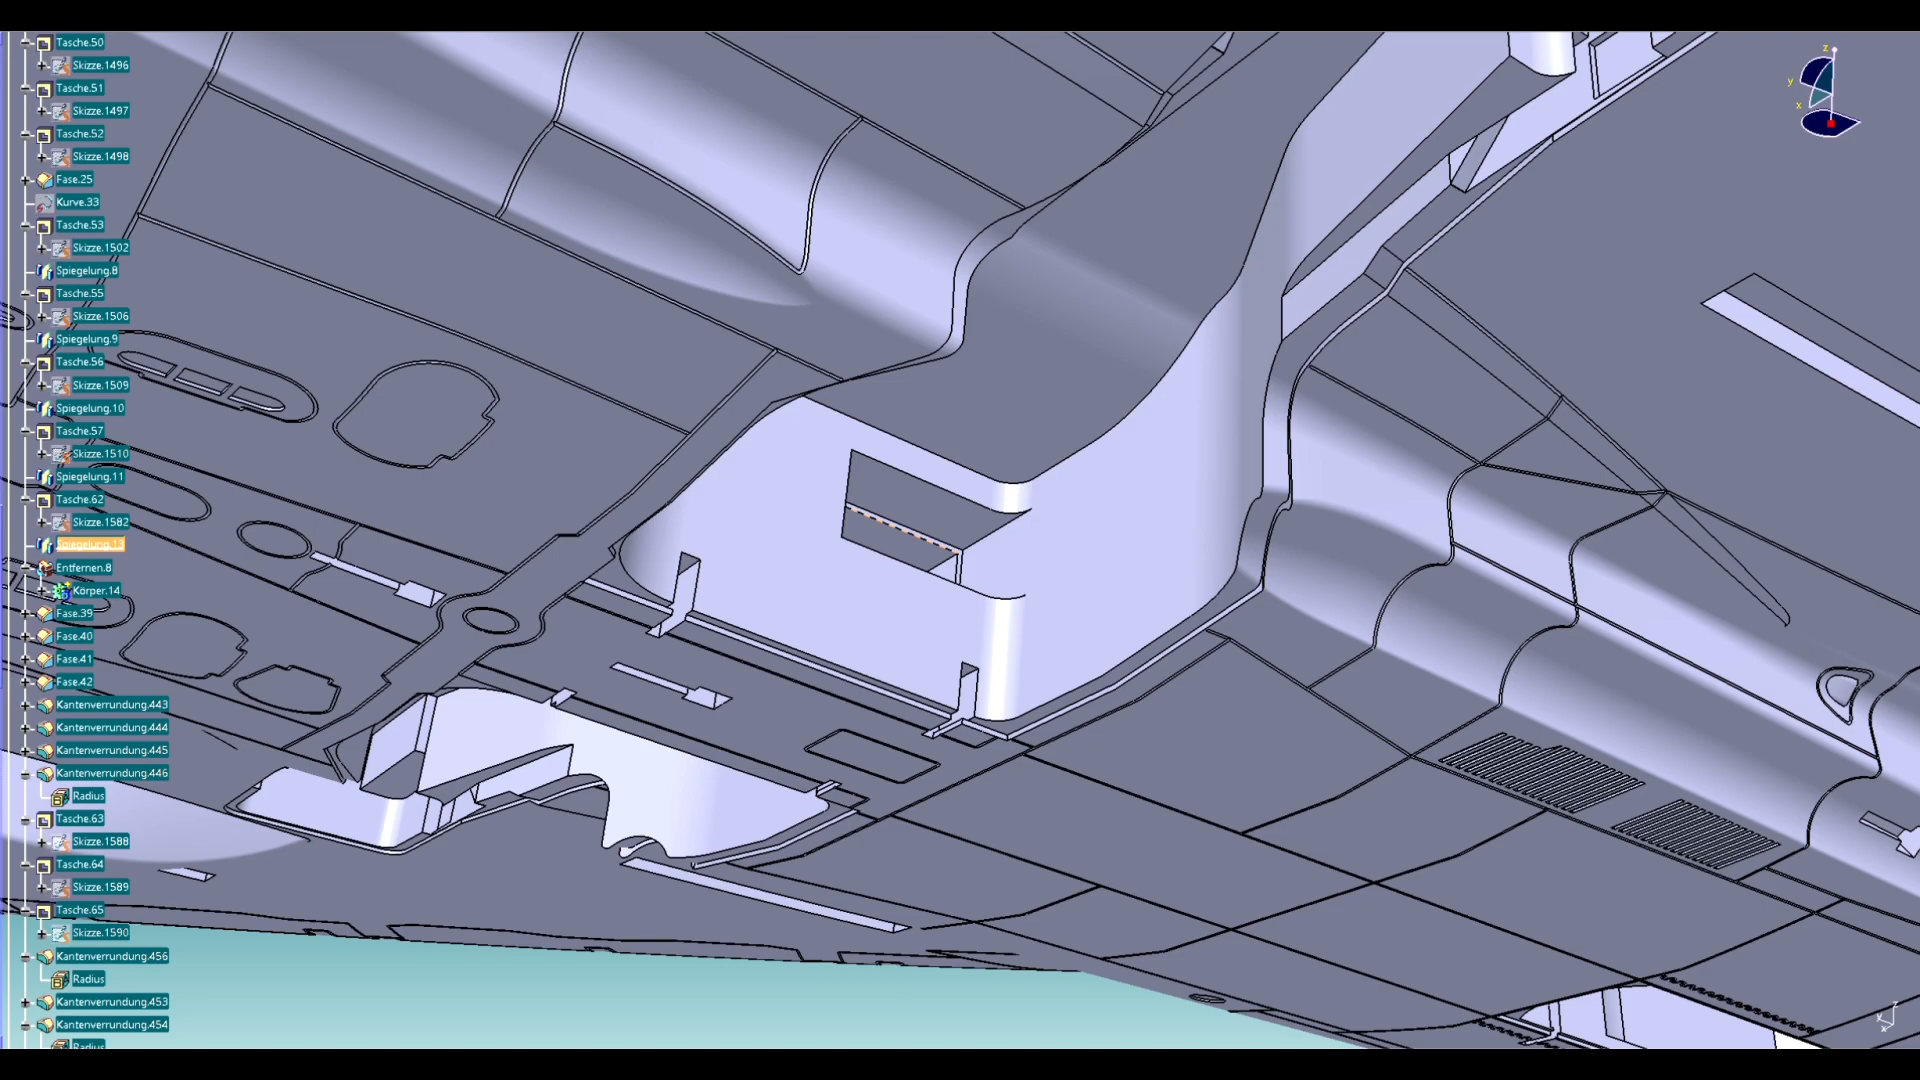 Tasche.50
Skizze.1496
Tasche.51
Skizze.1497
Tasche.52
Skizze.1498
Fase.25
Kurve.33
Tasche.53
Skizze.1502
Spiegelung.8
Tasche.55
Skizze.1506
Spiegelung.9
Tasche.56
Skizze.1509
Spiegelung.10
Tasche.57
Skizze.1510
Spiegelung.11
Tasche.62
Skizze.1582
Spiegelung.13
Entfernen.8
Körper.14
Fase.39
Fase.40
Fase.41
Fase.42
Kantenverrundung.443
Kantenverrundung.444
Kantenverrundung.445
Kantenverrundung.446
Radius
Tasche.63
Skizze.1588
Tasche.64
Skizze.1589
Tasche.65
Skizze.1590
Kantenverrundung.456
Radius
Kantenverrundung.453
Kantenverrundung.454
Radius
z
y
x
z
y
x